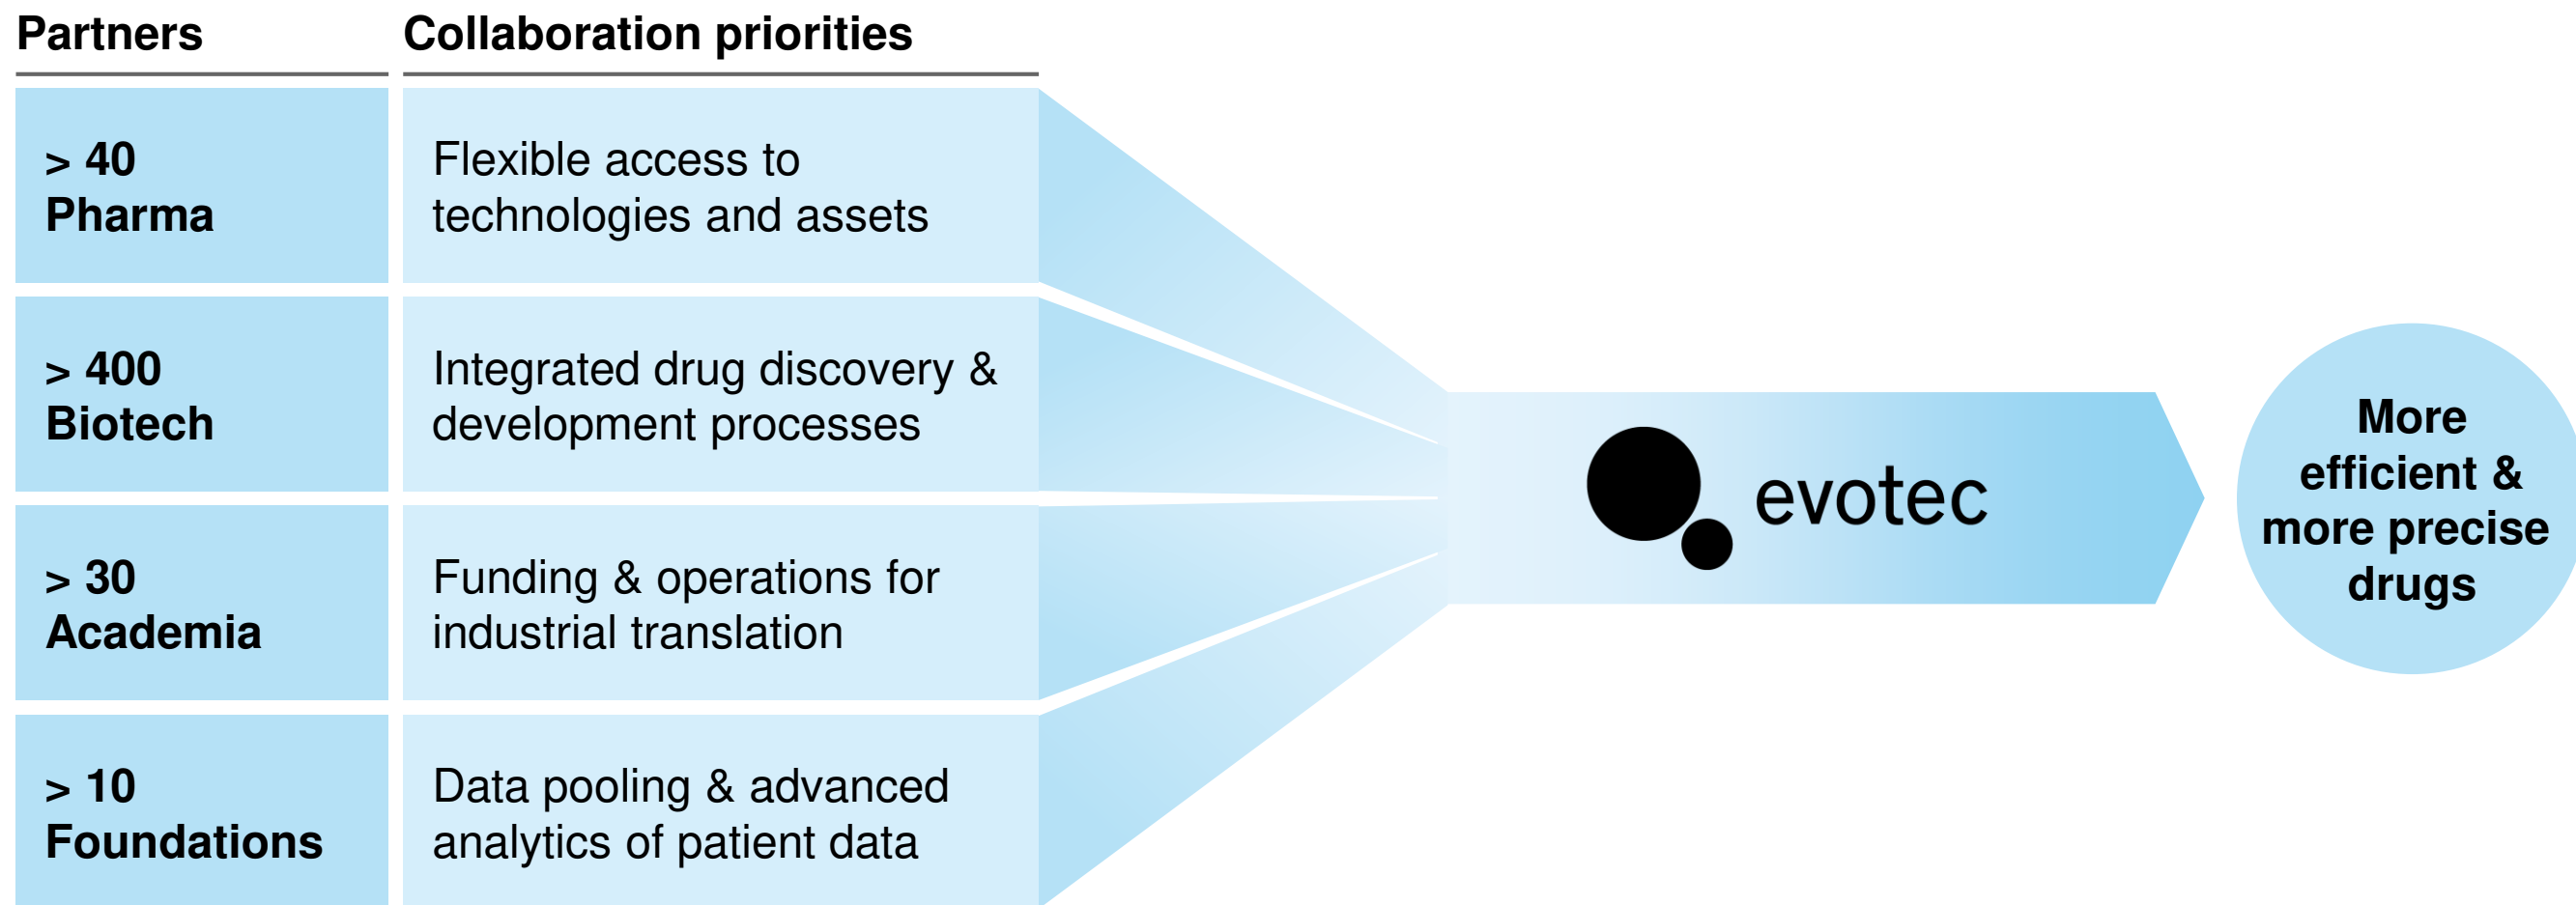 Partners
Collaboration priorities
> 40
Pharma
Flexible access to
technologies and assets
> 400
Biotech
Integrated drug discovery &
development processes
> 30
Academia
Funding & operations for
industrial translation
> 10
Foundations
Data pooling & advanced
analytics of patient data
evotec
More
efficient &
more precise
drugs